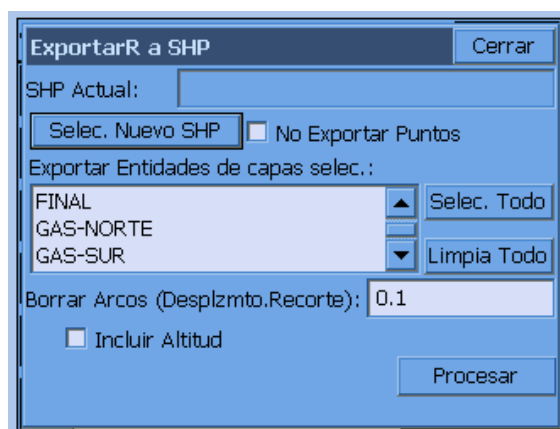 ExportarR a SHP Cerrar
SHP Actual:
Selec. Nuevo SHP No Exportar Puntos
Exportar Entidades de capas selec.:
FINAL Selec. Todo
GAS-NORTE
GAS-SUR Limpia Todo
Borrar Arcos (Desplzmto.Recorte): 0.1
Incluir Altitud
Procesar